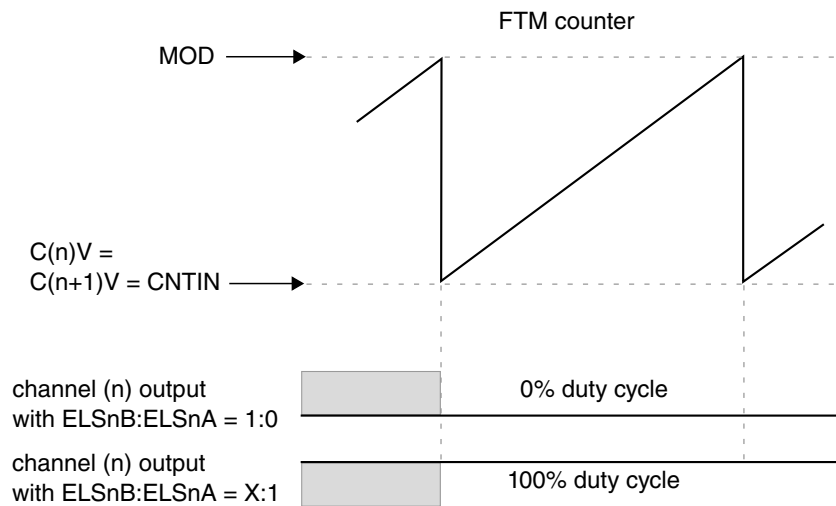 FTM counter
MOD
C(n)V =
C(n+1)V = CNTIN
channel (n) output
with ELSnB:ELSnA = 1:0
0% duty cycle
channel (n) output
with ELSnB:ELSnA = X:1
100% duty cycle